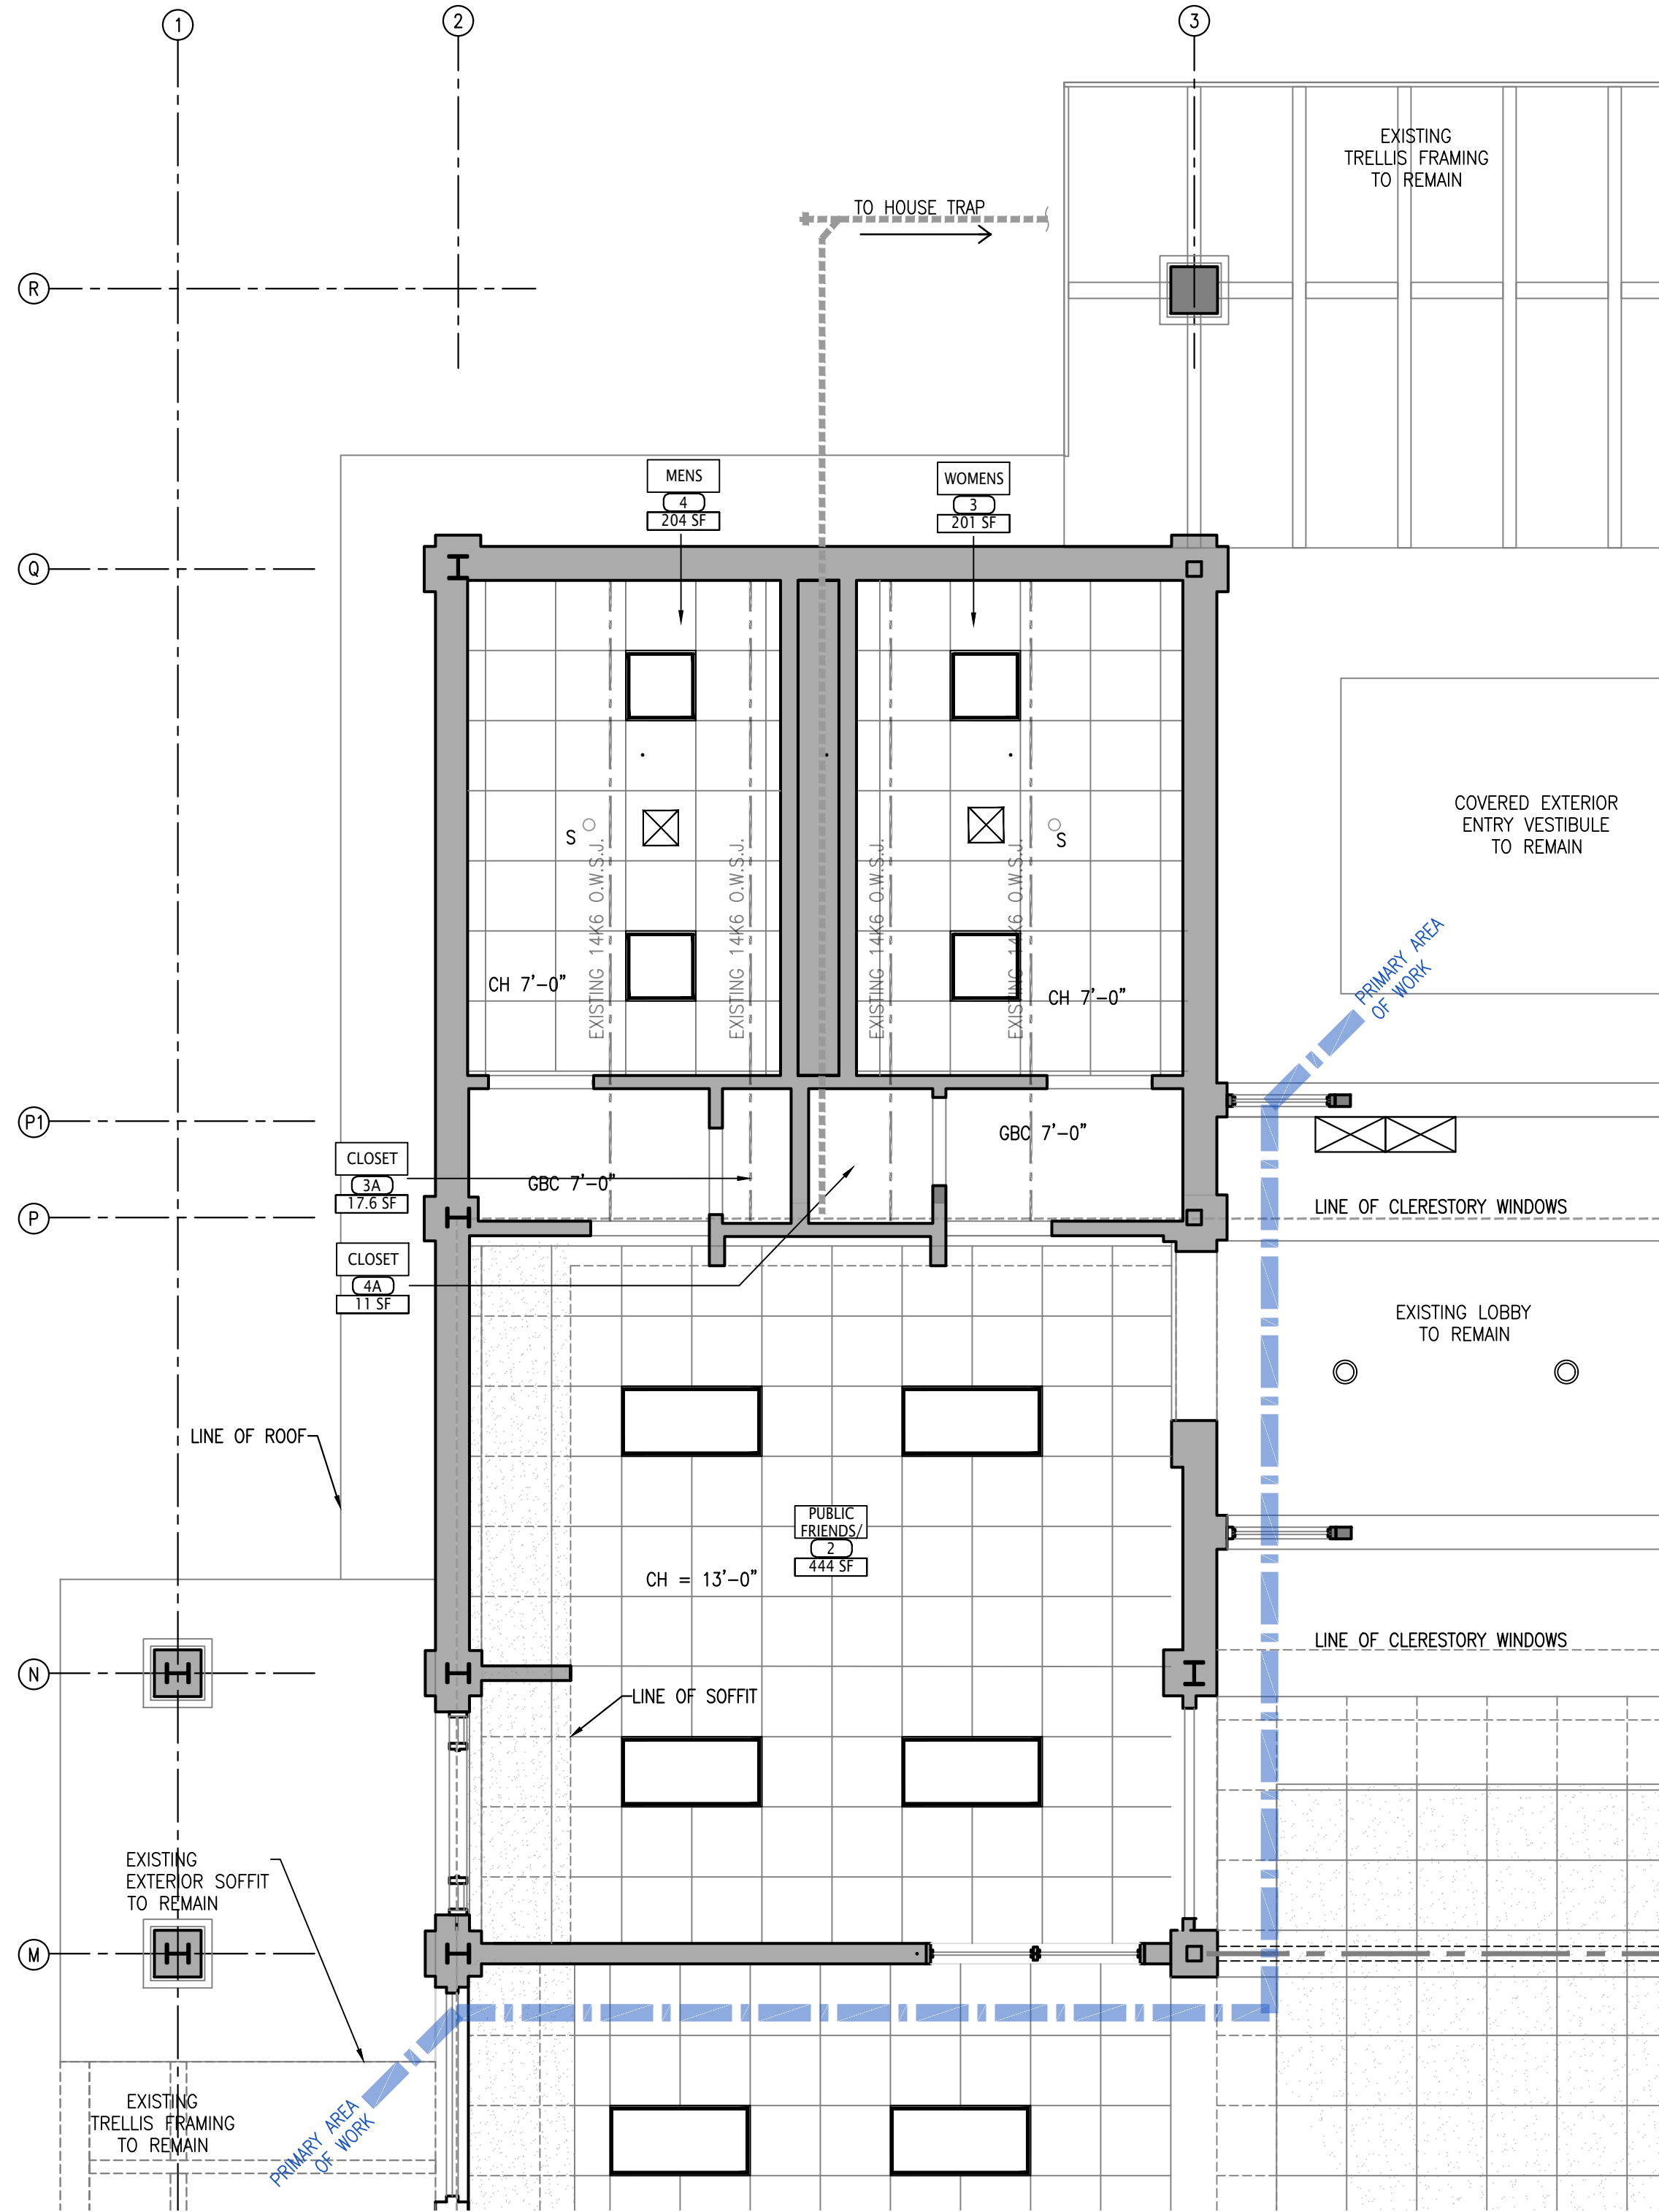 1
2
3
EXISTING
TRELLIS FRAMING
TO REMAIN
TO HOUSE TRAP
R
MENS
4
204 SF
WOMENS
3
201 SF
Q
COVERED EXTERIOR
ENTRY VESTIBULE
TO REMAIN
S
S
EXISTING 14K6 O.W.S.J.
EXISTING 14K6 O.W.S.J.
EXISTING 14K6 O.W.S.J.
EXISTING 14K6 O.W.S.J.
CH 7'-0"
CH 7'-0"
PRIMARY AREA
OF WORK
P1
GBC 7'-0"
CLOSET
3A
17.6 SF
GBC 7'-0"
P
LINE OF CLERESTORY WINDOWS
CLOSET
4A
11 SF
EXISTING LOBBY
TO REMAIN
LINE OF ROOF
PUBLIC
FRIENDS/
2
444 SF
CH = 13'-0"
LINE OF CLERESTORY WINDOWS
N
LINE OF SOFFIT
EXISTING
EXTERIOR SOFFIT
TO REMAIN
M
EXISTING
TRELLIS FRAMING
TO REMAIN
PRIMARY AREA
OF WORK